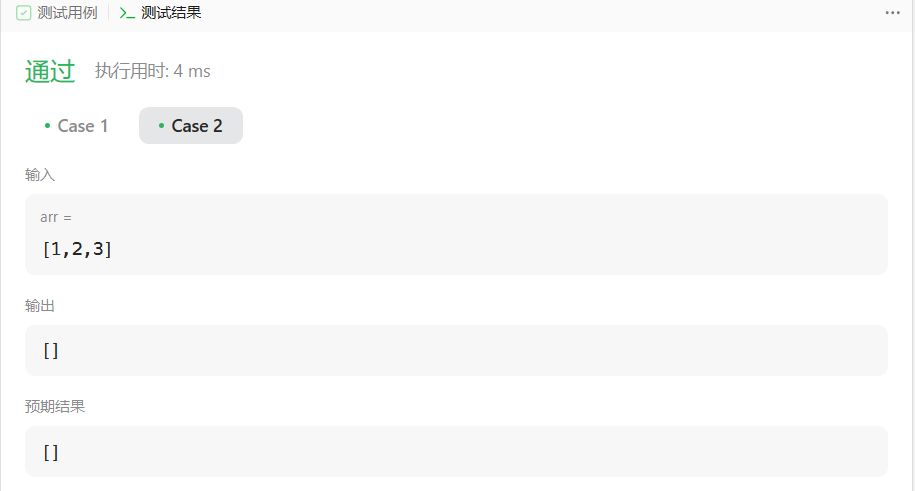 测试用例 >_ 测试结果 ···
通过 执行用时: 4 ms
• Case 1 • Case 2
输入
arr =
[1,2,3]
输出
[]
预期结果
[]